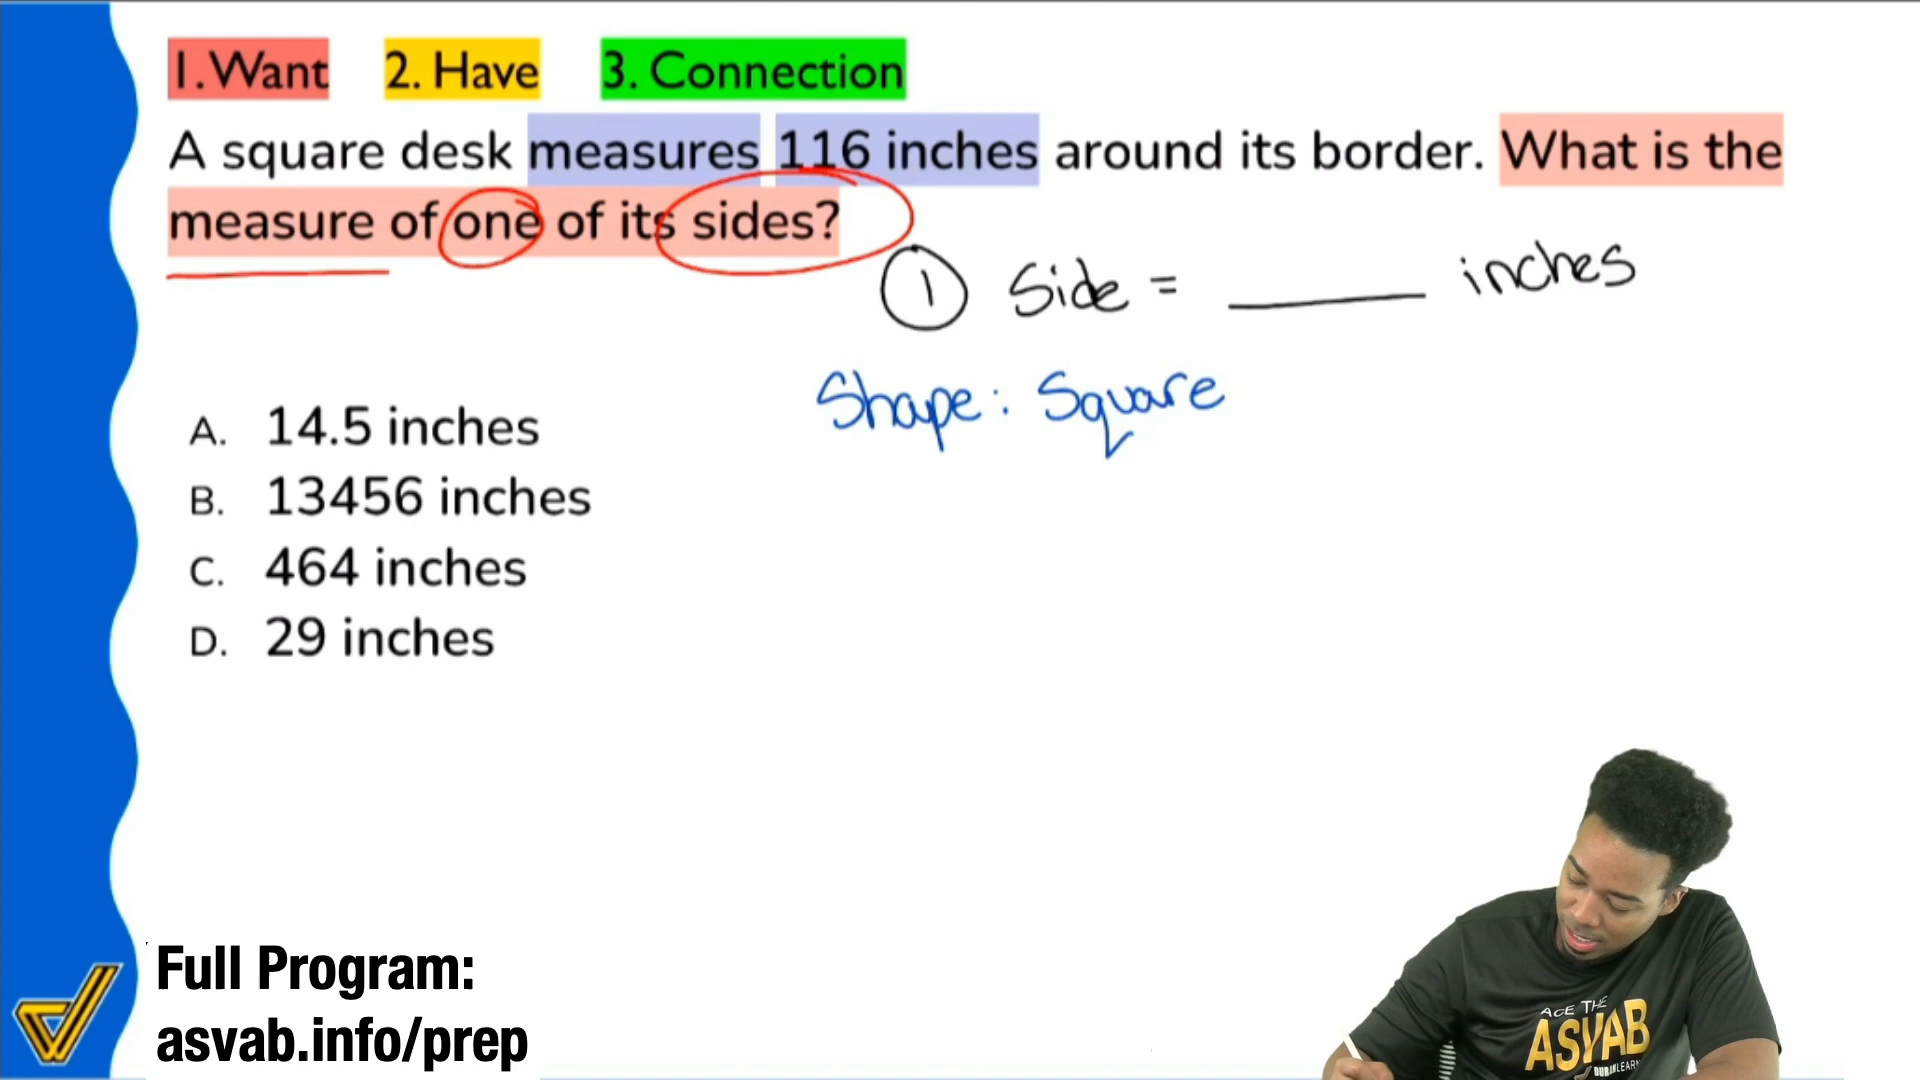 1. Want 2. Have 3. Connection
A square desk measures 116 inches around its border. What is the
measure of one of its sides?
1 Side = ______ inches
Shape: Square
A. 14.5 inches
B. 13456 inches
C. 464 inches
D. 29 inches
Full Program:
asvab.info/prep
ACE THE
ASVAB